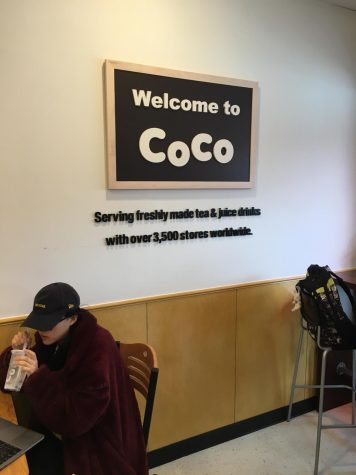 Welcome to
CoCo
Serving freshly made tea & juice drinks
with over 3,500 stores worldwide.